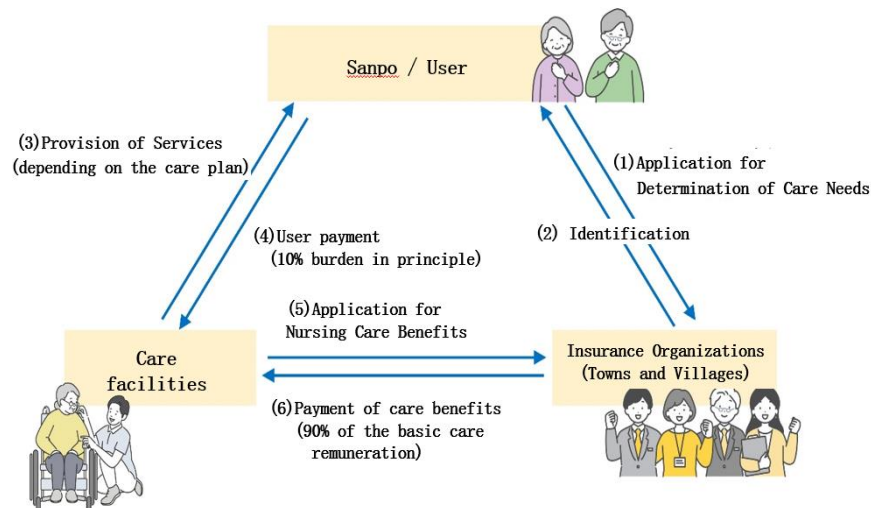 Sanpo / User
(3)Provision of Services
(depending on the care plan)
(1)Application for
Determination of Care Needs
(4)User payment
(10% burden in principle)
(2) Identification
(5)Application for
Nursing Care Benefits
Care
facilities
Insurance Organizations
(Towns and Villages)
(6)Payment of care benefits
(90% of the basic care
remuneration)